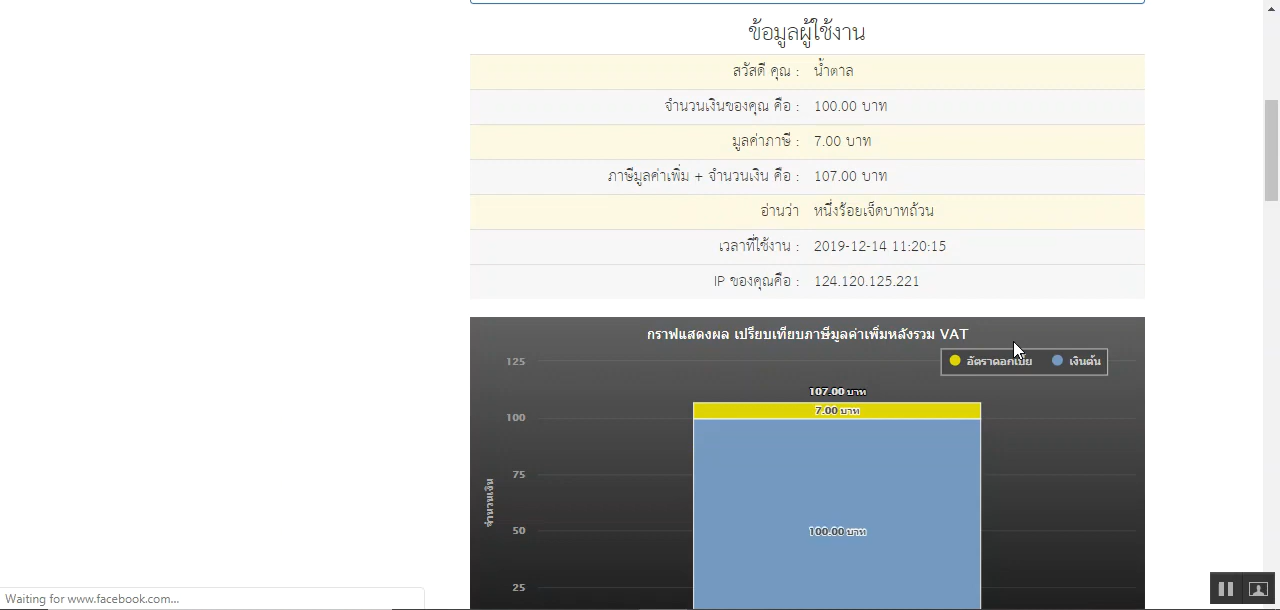 ข้อมูลผู้ใช้งาน
สวัสดี คุณ : น้ำตาล
จำนวนเงินของคุณ คือ : 100.00 บาท
มูลค่าภาษี : 7.00 บาท
ภาษีมูลค่าเพิ่ม + จำนวนเงิน คือ : 107.00 บาท
อ่านว่า หนึ่งร้อยเจ็ดบาทถ้วน
เวลาที่ใช้งาน : 2019-12-14 11:20:15
IP ของคุณคือ : 124.120.125.221
กราฟแสดงผล เปรียบเทียบภาษีมูลค่าเพิ่มหลังรวม VAT
อัตราดอกเบี้ย เงินต้น
125
107.00 บาท
7.00 บาท
100
75
จำนวนเงิน
50
100.00 บาท
25
Waiting for www.facebook.com...